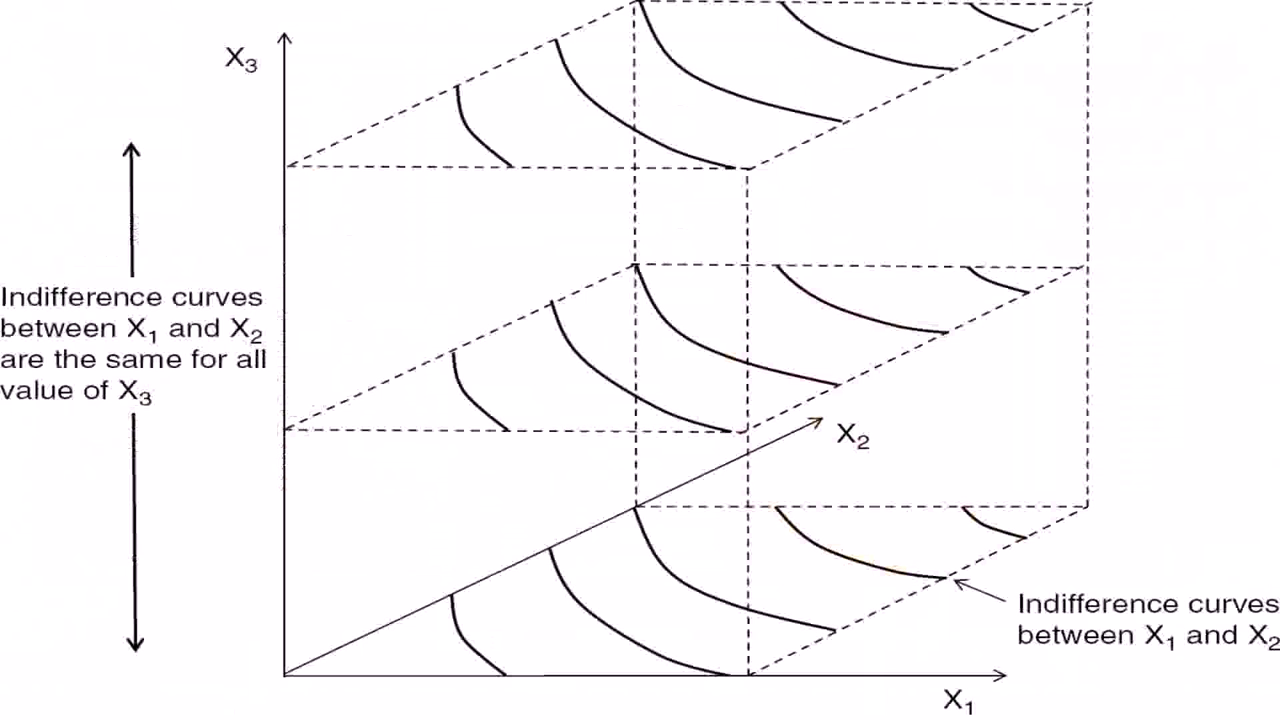 X₃
Indifference curves
between X₁ and X₂
are the same for all
value of X₃
X₂
Indifference curves
between X₁ and X₂
X₁